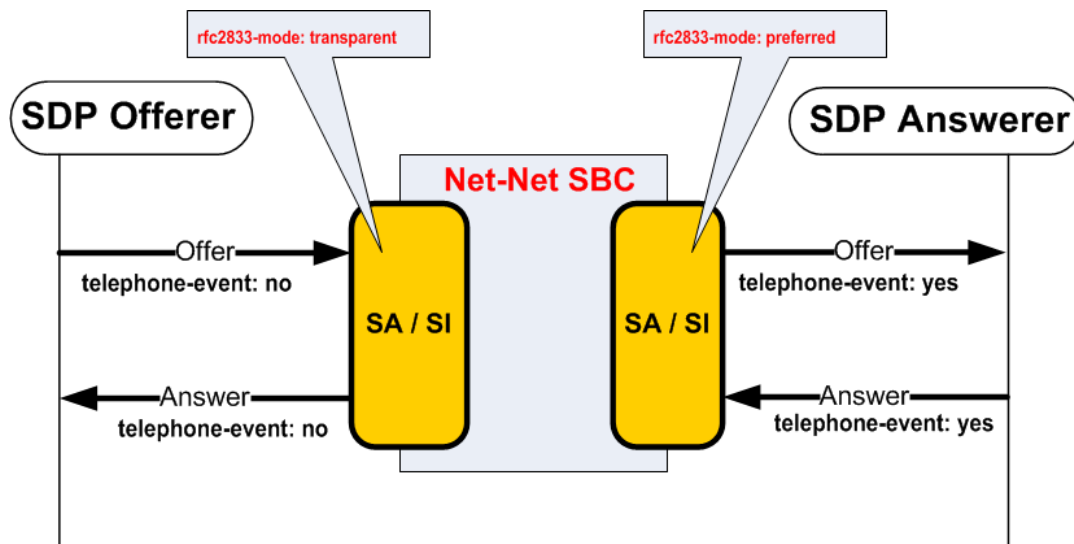 rfc2833-mode: transparent
rfc2833-mode: preferred
SDP Offerer
SDP Answerer
Net-Net SBC
Offer
telephone-event: no
Offer
telephone-event: yes
SA / SI
SA / SI
Answer
telephone-event: no
Answer
telephone-event: yes